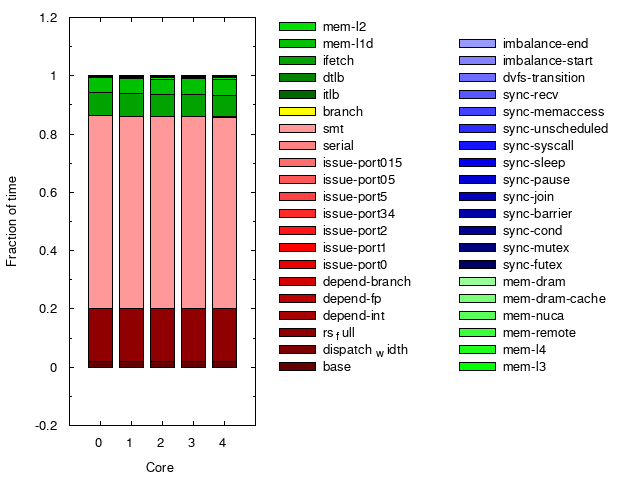 1.2
1
0.8
0.6
0.4
0.2
0
-0.2
Fraction of time
0 1 2 3 4
Core
mem-l2
mem-l1d
ifetch
dtlb
itlb
branch
smt
serial
issue-port015
issue-port05
issue-port5
issue-port34
issue-port2
issue-port1
issue-port0
depend-branch
depend-fp
depend-int
rs f ull
dispatch w idth
base
imbalance-end
imbalance-start
dvfs-transition
sync-recv
sync-memaccess
sync-unscheduled
sync-syscall
sync-sleep
sync-pause
sync-join
sync-barrier
sync-cond
sync-mutex
sync-futex
mem-dram
mem-dram-cache
mem-nuca
mem-remote
mem-l4
mem-l3